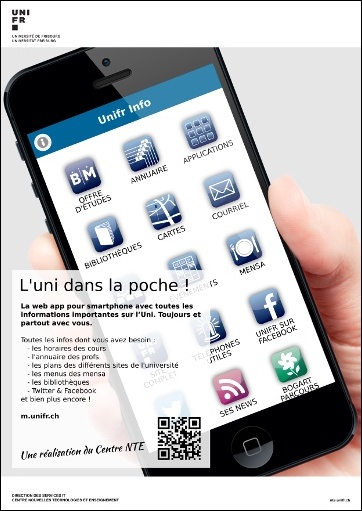 UNI
FR
UNIVERSITÉ DE FRIBOURG
UNIVERSITÄT FREIBURG
Unifr Info
B/M
OFFRE
D'ÉTUDES
ANNUAIRE
APPLICATIONS
BIBLIOTHÈQUES
CARTES
COURRIEL
MENSA
COMPLET
TÉLÉPHONES
UTILES
UNIFR SUR
FACEBOOK
SES NEWS
BOGART
PARCOURS
L'uni dans la poche !
La web app pour smartphone avec toutes les
informations importantes sur l'Uni. Toujours et
partout avec vous.
Toutes les infos dont vous avez besoin :
- les horaires des cours
- l'annuaire des profs
- les plans des différents sites de l'université
- les menus des mensa
- les bibliothèques
- Twitter & Facebook
et bien plus encore !
m.unifr.ch
Une réalisation du Centre NTE
DIRECTION DES SERVICES IT
CENTRE NOUVELLES TECHNOLOGIES ET ENSEIGNEMENT
nte.unifr.ch